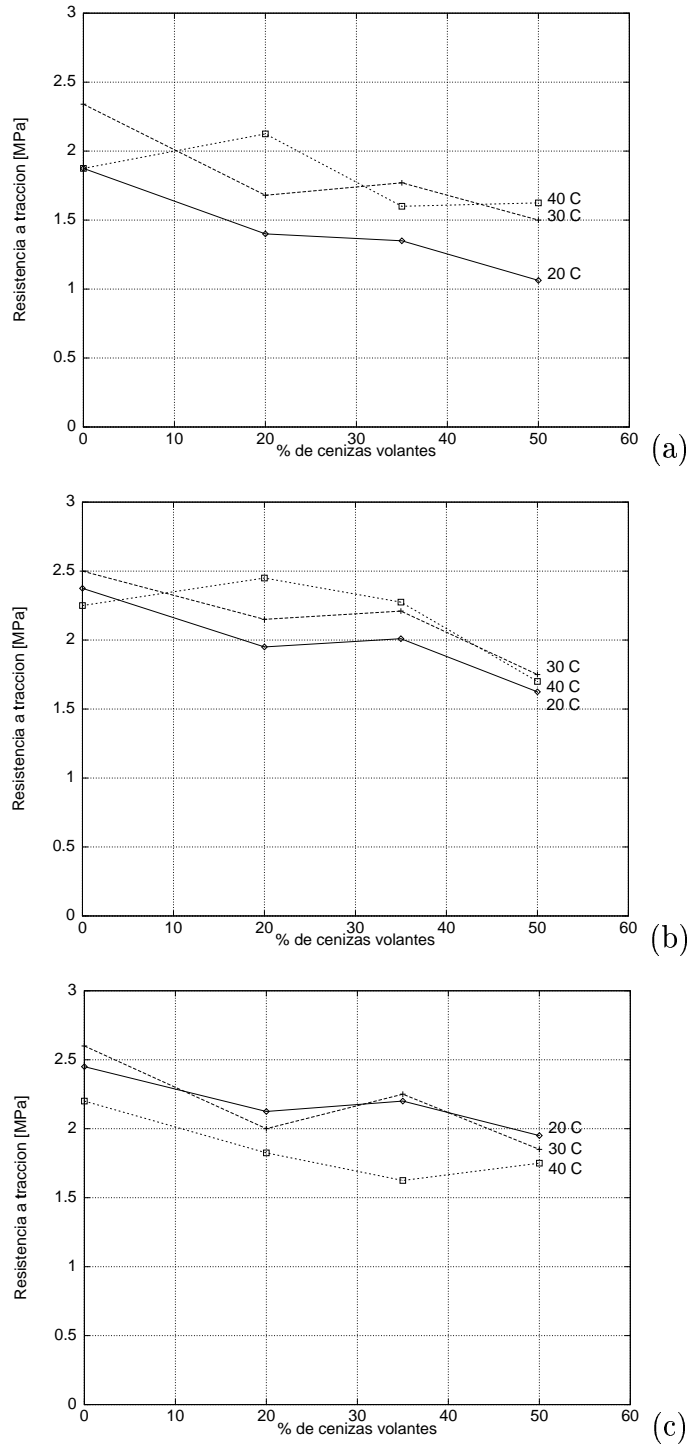 3
2.5
2
1.5
1
0.5
0
Resistencia a traccion [MPa]
40 C
30 C
20 C
0 10 20 30 40 50 60
% de cenizas volantes
(a)
3
2.5
2
1.5
1
0.5
0
Resistencia a traccion [MPa]
30 C
40 C
20 C
0 10 20 30 40 50 60
% de cenizas volantes
(b)
3
2.5
2
1.5
1
0.5
0
Resistencia a traccion [MPa]
20 C
30 C
40 C
0 10 20 30 40 50 60
% de cenizas volantes
(c)